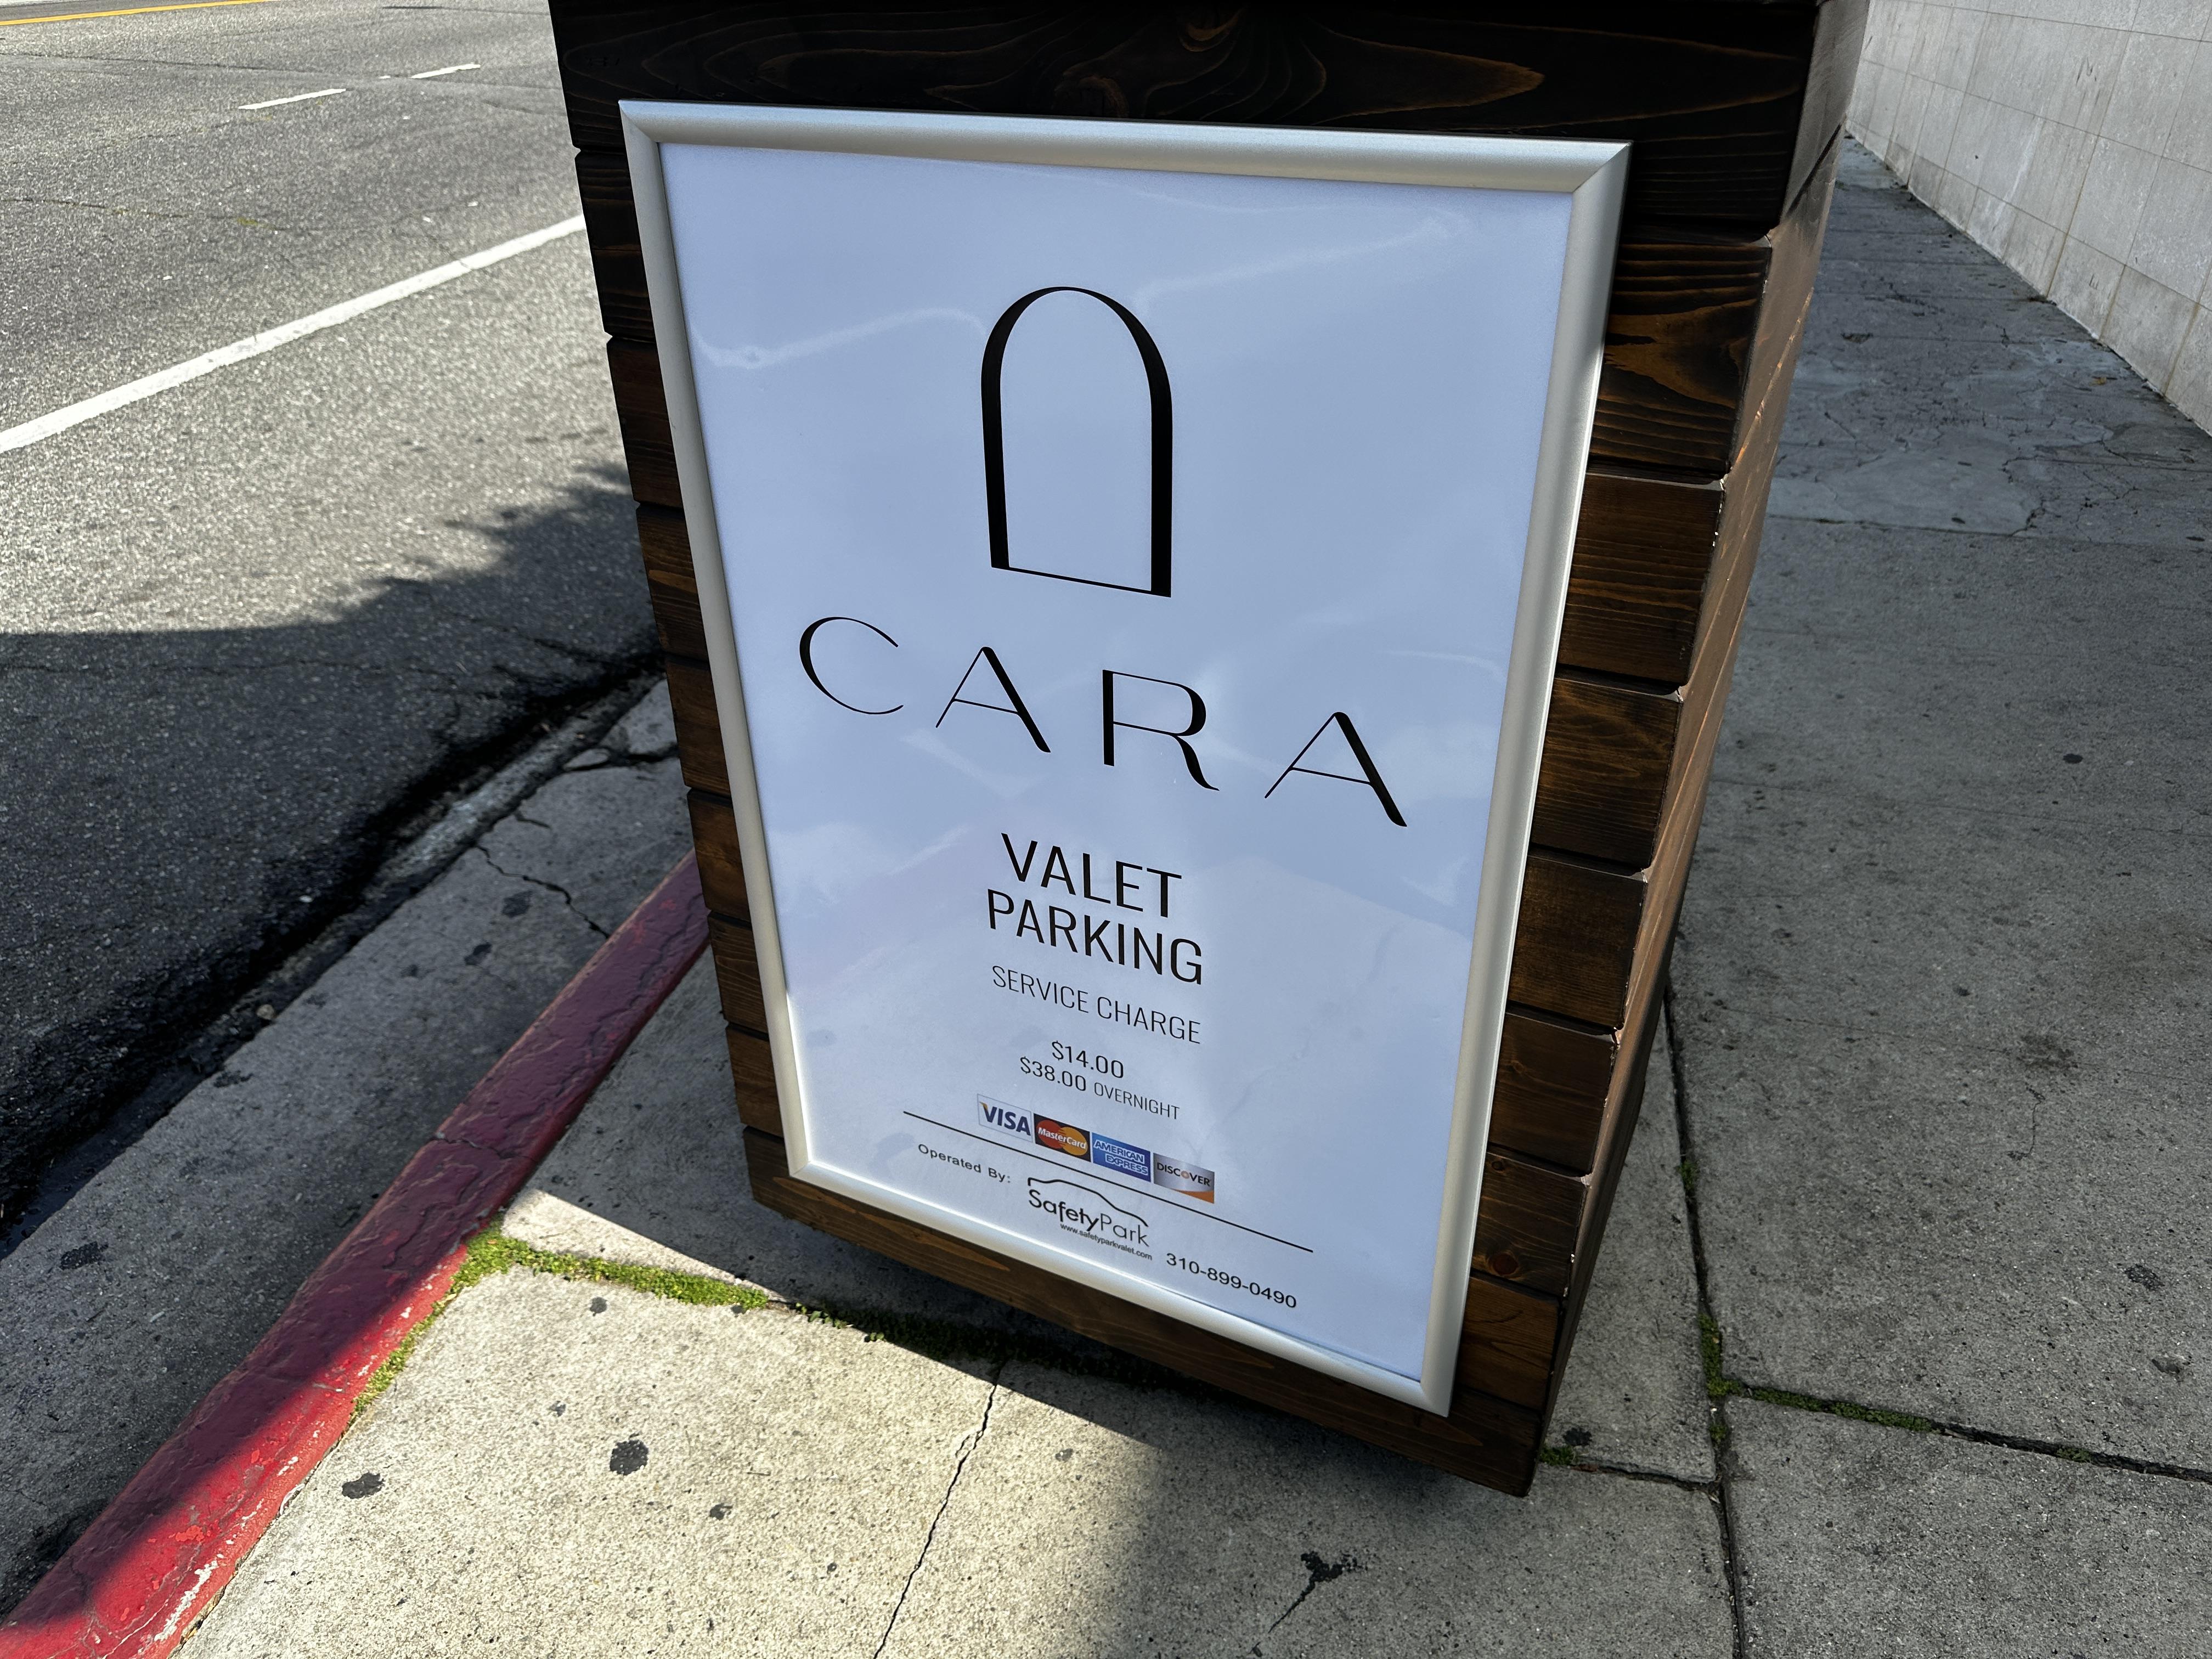 CARA
VALET
PARKING
SERVICE CHARGE
$14.00
$38.00 OVERNIGHT
VISA MasterCard AMERICAN EXPRESS DISCOVER
Operated By: SafetyPark
www.safetyparkvalet.com
310-899-0490